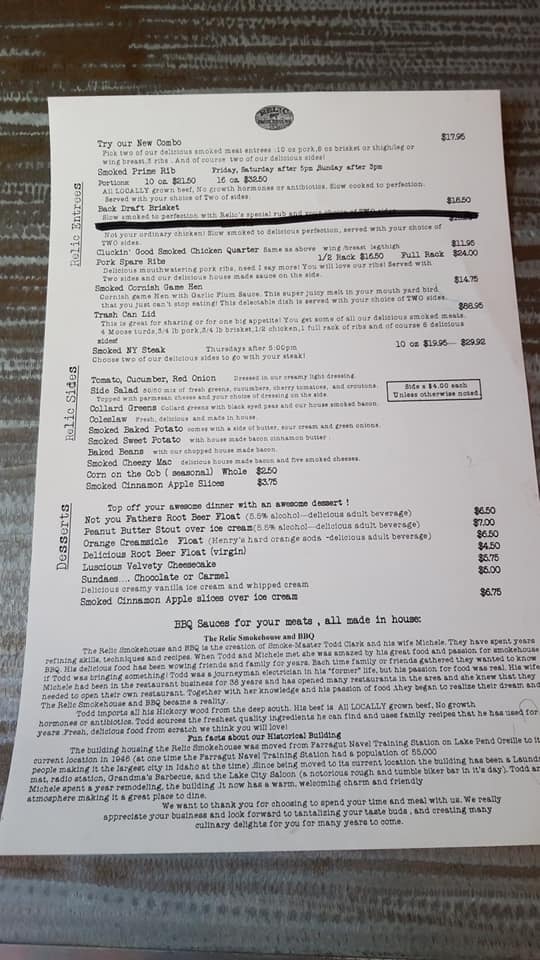 RELIC
Try our New Combo $17.95
Pick two of our delicious smoked meat entrees :10 oz pork,8 oz brisket or thigh/leg or
wing breast,3 ribs . And of course two of our delicious sides!
Smoked Prime Rib Friday, Saturday after 5pm ,Sunday after 3pm
Portions 10 oz $21.50 16 oz $32.50
All LOCALLY grown beef, No growth hormones or antibiotics. Slow cooked to perfection.
Served with your choice of Two of sides.
Back Draft Brisket $16.50
Slow smoked to perfection with Relic's special rub and TWO
Not your ordinary chicken! Slow smoked to delicious perfection, served with your choice of
TWO sides.
Cluckin' Good Smoked Chicken Quarter Same as above wing /breast legthigh $11.95
Pork Spare Ribs 1/2 Rack $16.50 Full Rack $24.00
Delicious mouthwatering pork ribs, need I say more! You will love our ribs! Served with
Two sides and our delicious house made sauce on the side.
Smoked Cornish Game Hen $14.75
Cornish game Hen with Garlic Plum Sauce. This super juicy melt in your mouth yard bird
that you just can't stop eating! This delectable dish is served with your choice of TWO sides.
Trash Can Lid $86.95
This is great for sharing or for one big appetite! You get some of all our delicious smoked meats.
4 Moose turds,3/4 lb pork,3/4 lb brisket,1/2 chicken,1 full rack of ribs and of course 6 delicious
sides!
Smoked NY Steak Thursdays after 5:00pm 10 oz $19.95— $29.92
Choose two of our delicious sides to go with your steak!
Relic Entrees
Tomato, Cucumber, Red Onion Dressed in our creamy light dressing.
Side Salad mix of fresh greens, cucumbers, cherry tomatoes, and croutons.
Topped with parmesan cheese and your choice of dressing on the side.
Collard Greens Collard greens with black eyed peas and our house smoked bacon.
Coleslaw Fresh, delicious and made in house.
Smoked Baked Potato comes with a side of butter, sour cream and green onions.
Smoked Sweet Potato with house made bacon cinnamon butter .
Baked Beans with our chopped house made bacon.
Smoked Cheezy Mac delicious house made bacon and five smoked cheeses.
Corn on the Cob ( seasonal) Whole $2.50
Smoked Cinnamon Apple Slices $3.75
Relic Sides
Side s $4.00 each
Unless otherwise noted
Top off your awesome dinner with an awesome dessert !
Not you Fathers Root Beer Float (5.5% alcohol—delicious adult beverage) $6.50
Peanut Butter Stout over ice cream(5.5% alcohol—delicious adult beverage) $7.00
Orange Creamsicle Float (Henry's hard orange soda -delicious adult beverage) $6.50
Delicious Root Beer Float (virgin) $4.50
Luscious Velvety Cheesecake $5.75
Sundaes.... Chocolate or Carmel $5.00
Delicious creamy vanilla ice cream and whipped cream
Smoked Cinnamon Apple slices over ice cream $6.75
Desserts
BBQ Sauces for your meats , all made in house:
The Relic Smokehouse and BBQ
The Relic Smokehouse and BBQ is the creation of Smoke-Master Todd Clark and his wife Michele. They have spent years
refining skills, techniques and recipes. When Todd and Michele met she was amazed by his great food and passion for smokehouse
BBQ. His delicious food has been wowing friends and family for years. Each time family or friends gathered they wanted to know
if Todd was bringing something ! Todd was a journeyman electrician in his "former" life, but his passion for food was real. His wife
Michele had been in the restaurant business for 38 years and has opened many restaurants in the area and she knew that they
needed to open their own restaurant. Together with her knowledge and his passion of food ,they began to realize their dream and
The Relic Smokehouse and BBQ became a reality.
Todd imports all his Hickory wood from the deep south. His beef is All LOCALLY grown beef, No growth
hormones or antibiotics. Todd sources the freshest quality ingredients he can find and uses family recipes that he has used for
years .Fresh, delicious food from scratch we think you will love!
Fun facts about our Historical Building
The building housing the Relic Smokehouse was moved from Farragut Navel Training Station on Lake Pend Oreille to it
current location in 1946 (at one time the Farragut Navel Training Station had a population of 55,000
people making it the largest city in Idaho at the time) .Since being moved to its current location the building has been a Laund
mat, radio station, Grandma's Barbecue, and the Lake City Saloon (a notorious rough and tumble biker bar in it's day). Todd an
Michele spent a year remodeling, the building .It now has a warm, welcoming charm and friendly
atmosphere making it a great place to dine.
We want to thank you for choosing to spend your time and meal with us. We really
appreciate your business and look forward to tantalizing your taste buds , and creating many
culinary delights for you for many years to come.